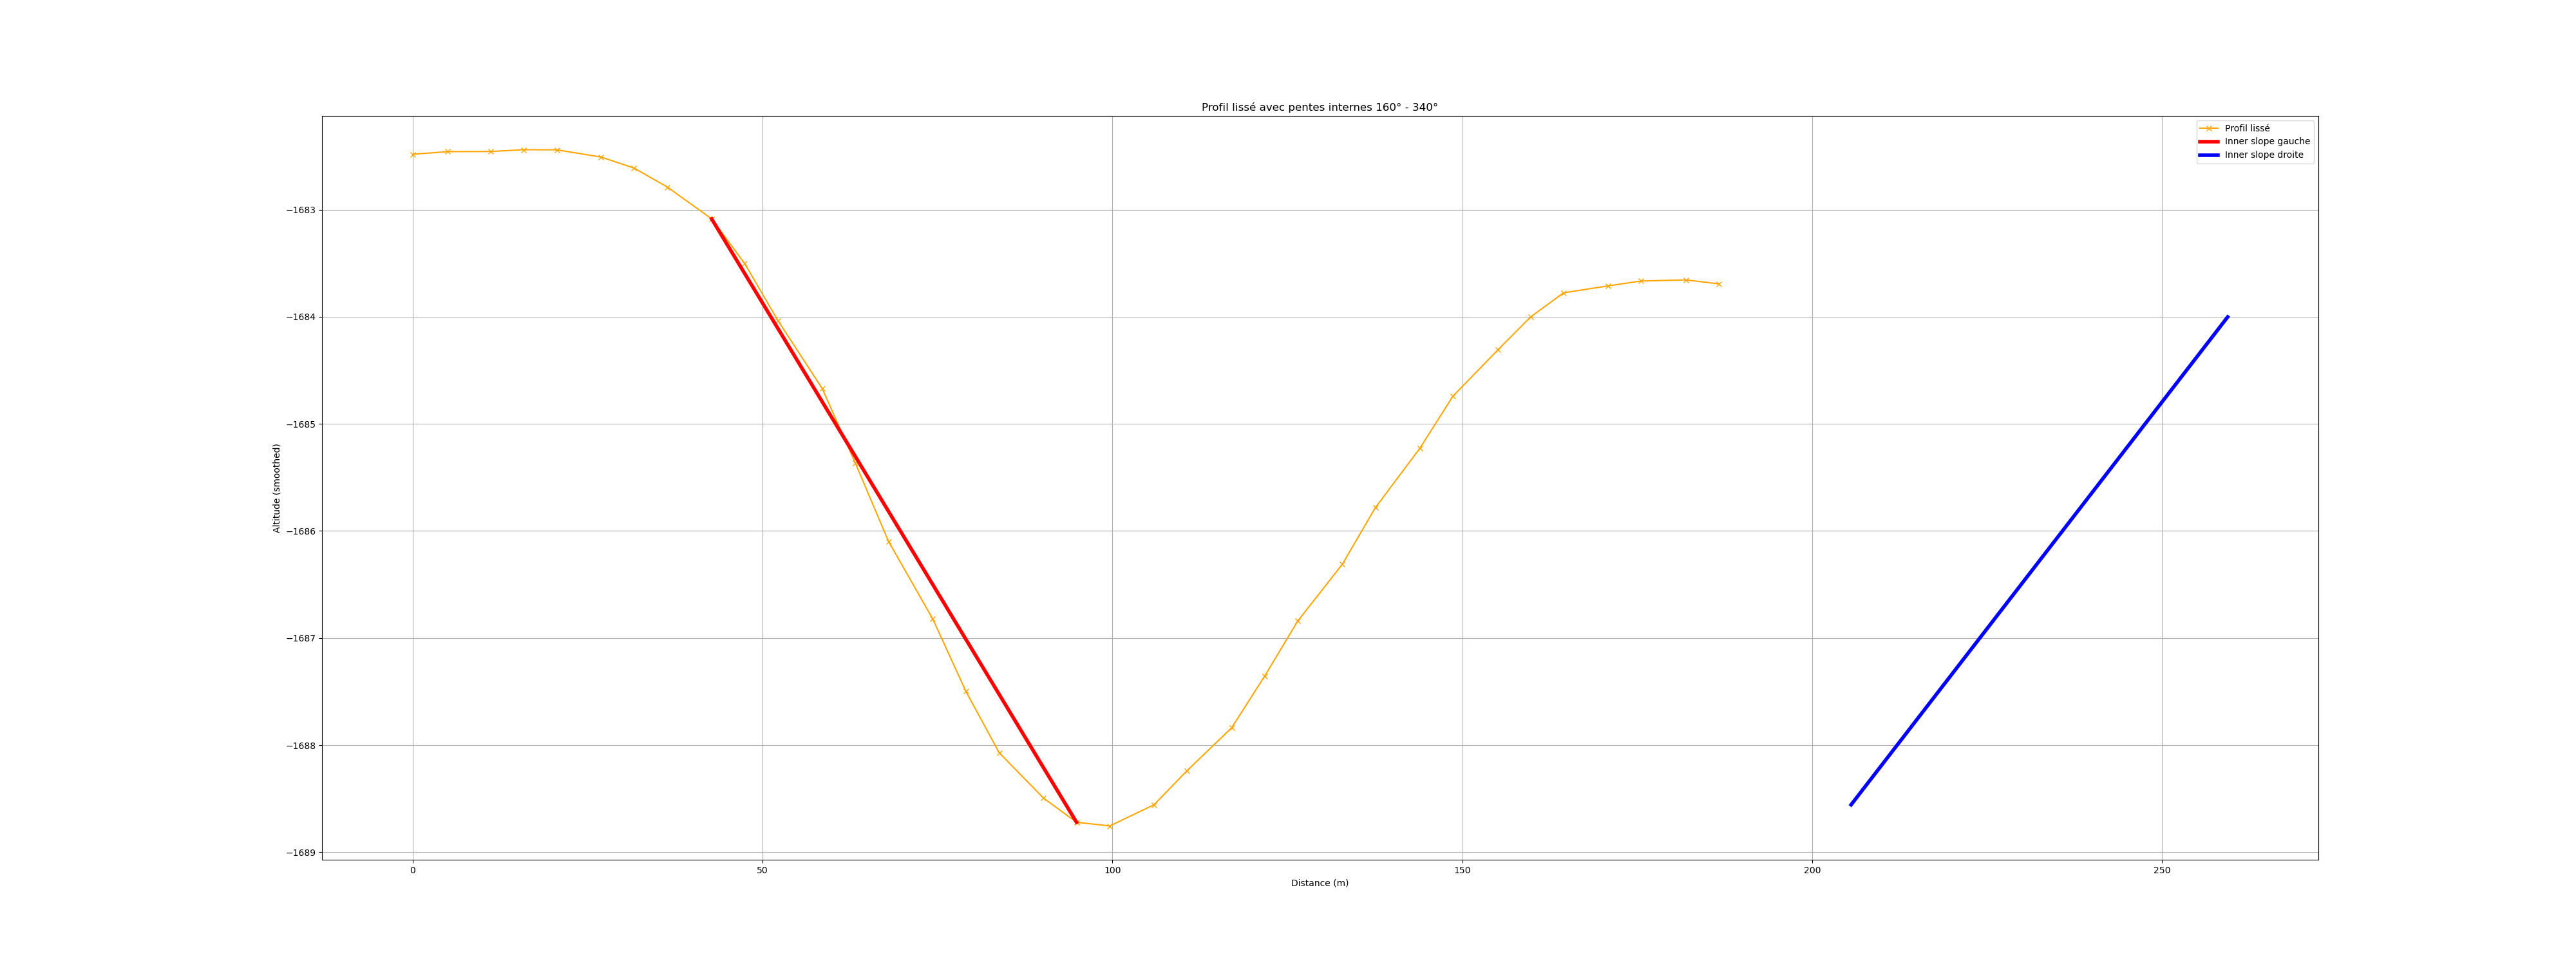 Profil lissé avec pentes internes 160° - 340°
Profil lissé
Inner slope gauche
Inner slope droite
−1683
−1684
−1685
−1686
−1687
−1688
−1689
Altitude (smoothed)
0
50
100
150
200
250
Distance (m)